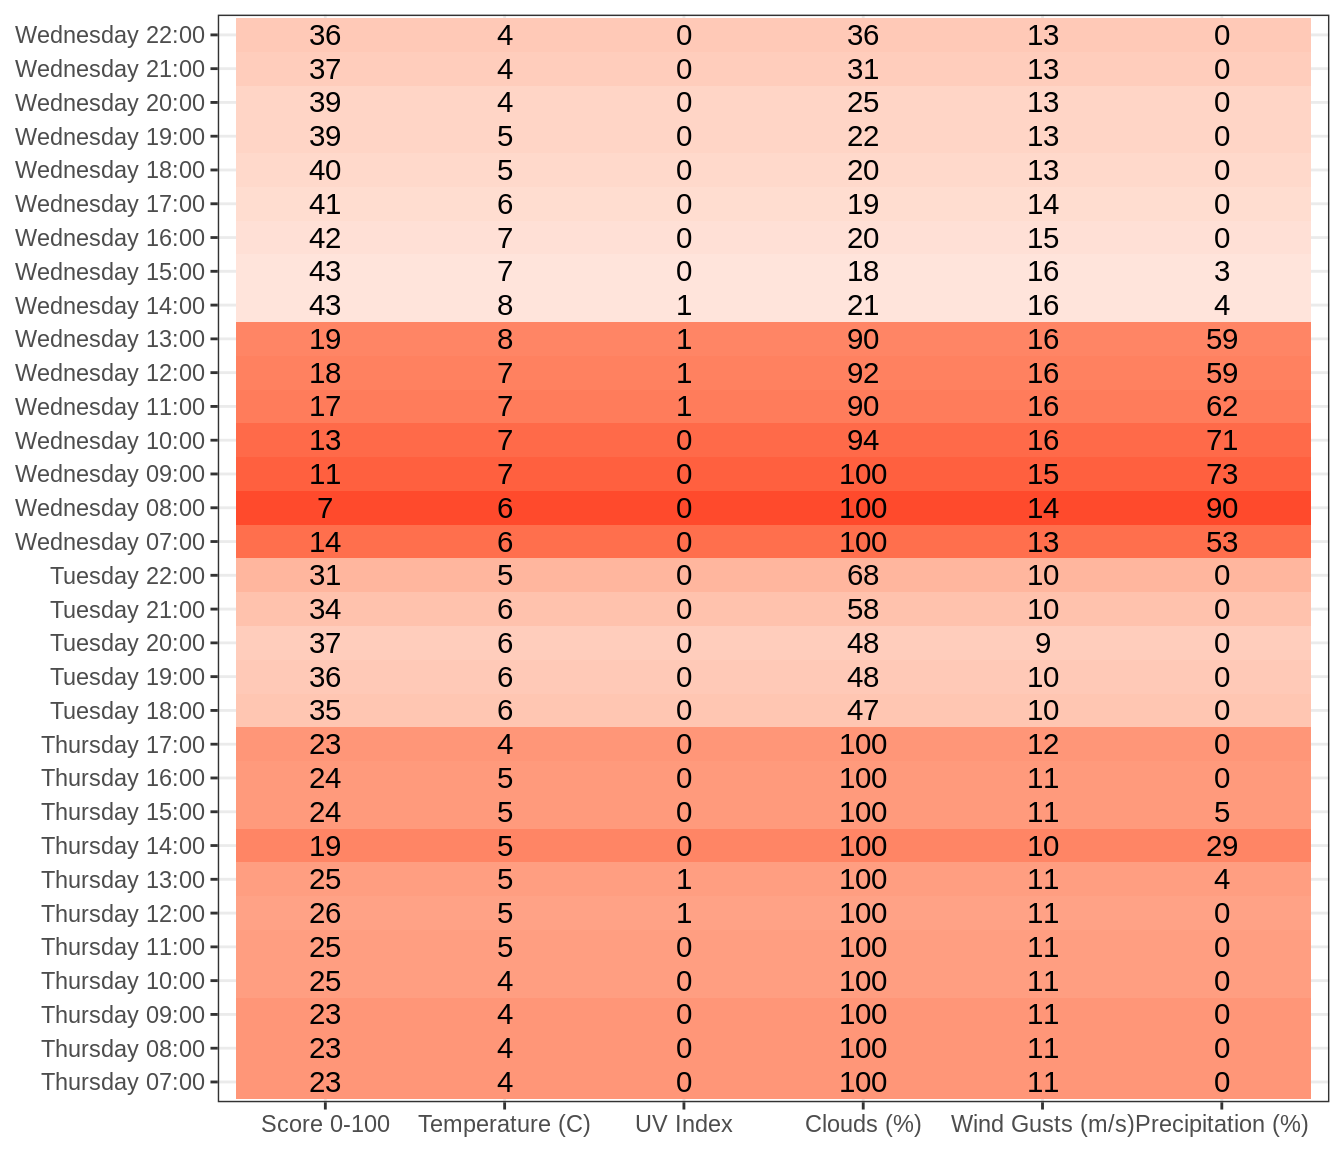 Wednesday 22:00 36 4 0 36 13 0
Wednesday 21:00 37 4 0 31 13 0
Wednesday 20:00 39 4 0 25 13 0
Wednesday 19:00 39 5 0 22 13 0
Wednesday 18:00 40 5 0 20 13 0
Wednesday 17:00 41 6 0 19 14 0
Wednesday 16:00 42 7 0 20 15 0
Wednesday 15:00 43 7 0 18 16 3
Wednesday 14:00 43 8 1 21 16 4
Wednesday 13:00 19 8 1 90 16 59
Wednesday 12:00 18 7 1 92 16 59
Wednesday 11:00 17 7 1 90 16 62
Wednesday 10:00 13 7 0 94 16 71
Wednesday 09:00 11 7 0 100 15 73
Wednesday 08:00 7 6 0 100 14 90
Wednesday 07:00 14 6 0 100 13 53
Tuesday 22:00 31 5 0 68 10 0
Tuesday 21:00 34 6 0 58 10 0
Tuesday 20:00 37 6 0 48 9 0
Tuesday 19:00 36 6 0 48 10 0
Tuesday 18:00 35 6 0 47 10 0
Thursday 17:00 23 4 0 100 12 0
Thursday 16:00 24 5 0 100 11 0
Thursday 15:00 24 5 0 100 11 5
Thursday 14:00 19 5 0 100 10 29
Thursday 13:00 25 5 1 100 11 4
Thursday 12:00 26 5 1 100 11 0
Thursday 11:00 25 5 0 100 11 0
Thursday 10:00 25 4 0 100 11 0
Thursday 09:00 23 4 0 100 11 0
Thursday 08:00 23 4 0 100 11 0
Thursday 07:00 23 4 0 100 11 0
Score 0-100 Temperature (C) UV Index Clouds (%) Wind Gusts (m/s) Precipitation (%)